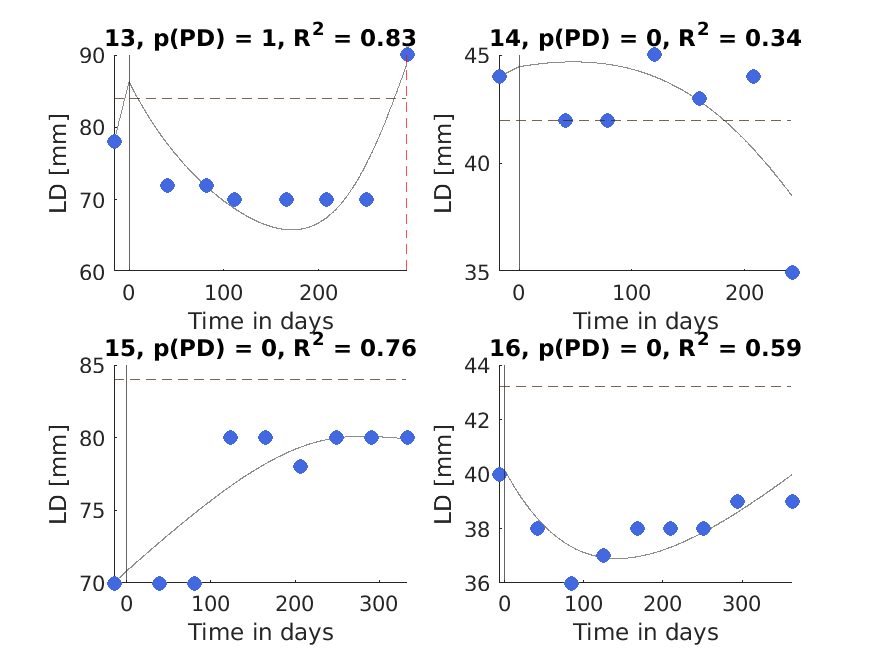 13, p(PD) = 1, R² = 0.83
90
80
70
60
LD [mm]
0 100 200
Time in days
14, p(PD) = 0, R² = 0.34
45
40
35
LD [mm]
0 100 200
Time in days
15, p(PD) = 0, R² = 0.76
85
80
75
70
LD [mm]
0 100 200 300
Time in days
16, p(PD) = 0, R² = 0.59
44
42
40
38
36
LD [mm]
0 100 200 300
Time in days